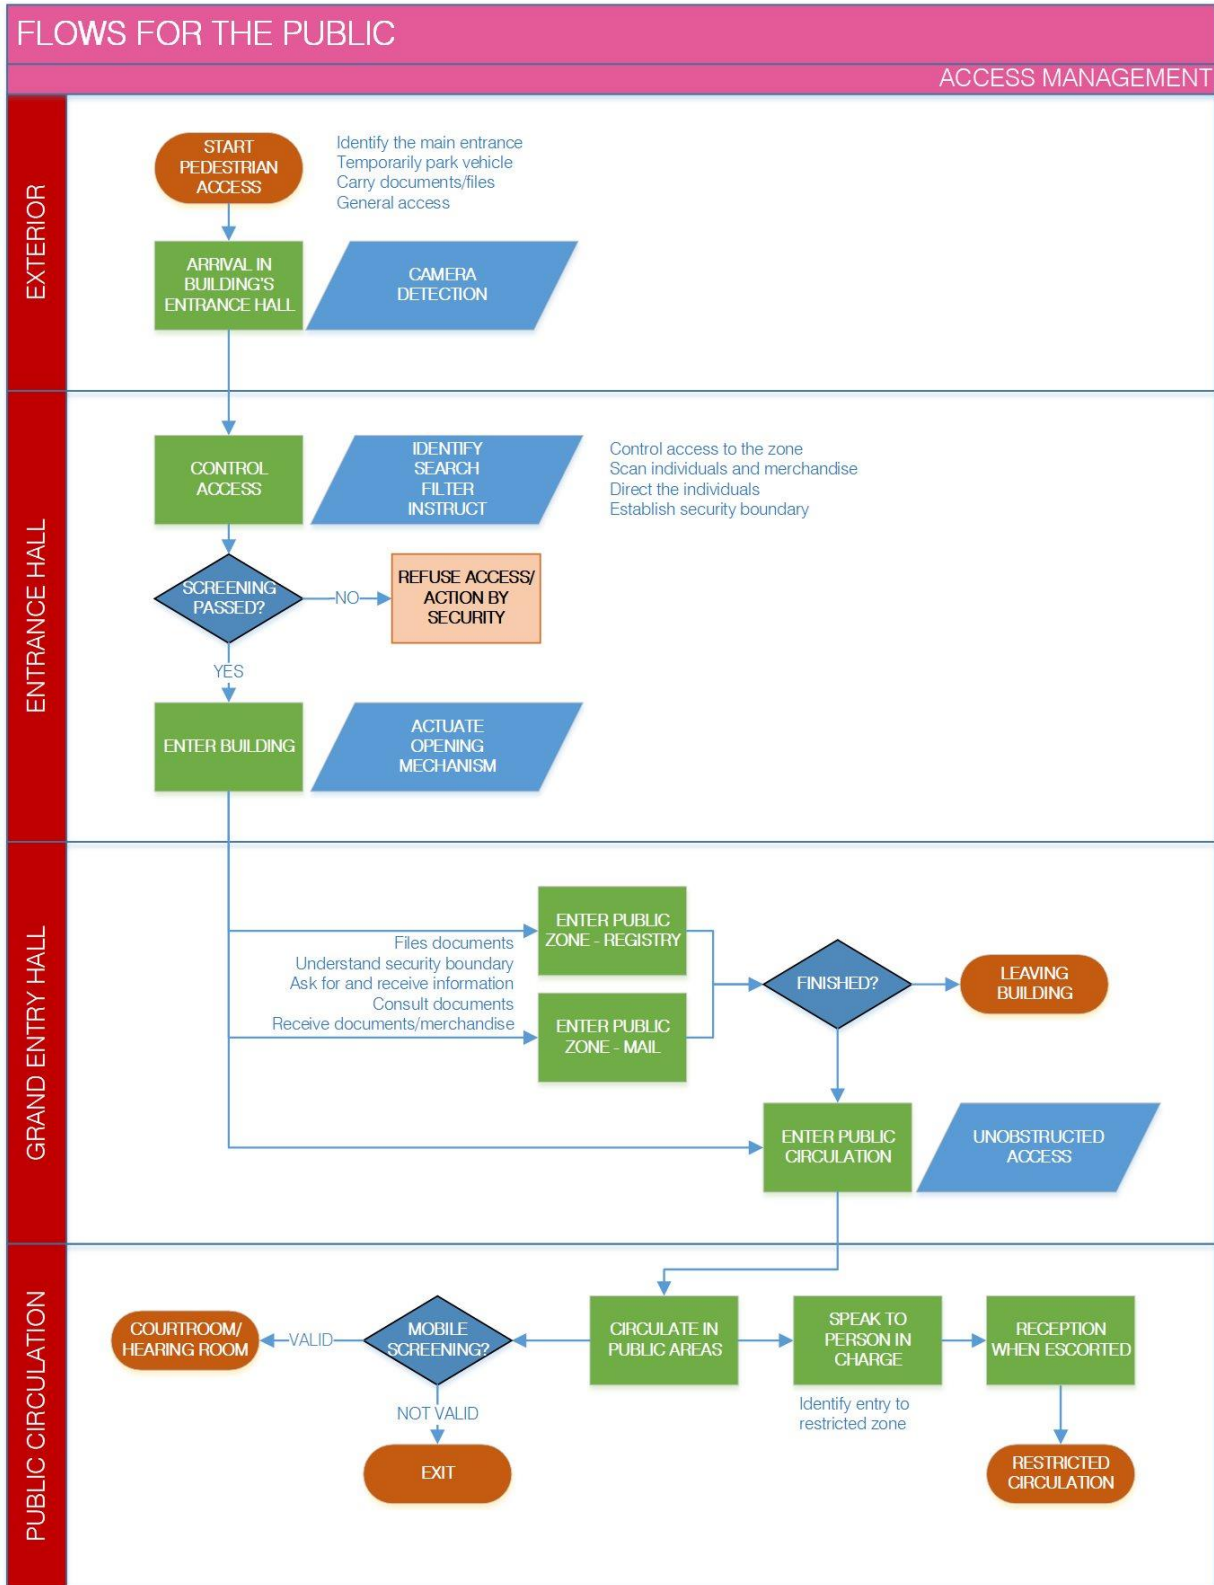 FLOWS FOR THE PUBLIC
ACCESS MANAGEMENT
EXTERIOR
START
PEDESTRIAN
ACCESS
Identify the main entrance
Temporarily park vehicle
Carry documents/files
General access
ARRIVAL IN
BUILDING'S
ENTRANCE HALL
CAMERA
DETECTION
ENTRANCE HALL
CONTROL
ACCESS
IDENTIFY
SEARCH
FILTER
INSTRUCT
Control access to the zone
Scan individuals and merchandise
Direct the individuals
Establish security boundary
SCREENING
PASSED?
NO
REFUSE ACCESS/
ACTION BY
SECURITY
YES
ENTER BUILDING
ACTUATE
OPENING
MECHANISM
GRAND ENTRY HALL
Files documents
Understand security boundary
Ask for and receive information
Consult documents
Receive documents/merchandise
ENTER PUBLIC
ZONE - REGISTRY
ENTER PUBLIC
ZONE - MAIL
FINISHED?
LEAVING
BUILDING
ENTER PUBLIC
CIRCULATION
UNOBSTRUCTED
ACCESS
PUBLIC CIRCULATION
COURTROOM/
HEARING ROOM
VALID
MOBILE
SCREENING?
NOT VALID
EXIT
CIRCULATE IN
PUBLIC AREAS
SPEAK TO
PERSON IN
CHARGE
Identify entry to
restricted zone
RECEPTION
WHEN ESCORTED
RESTRICTED
CIRCULATION